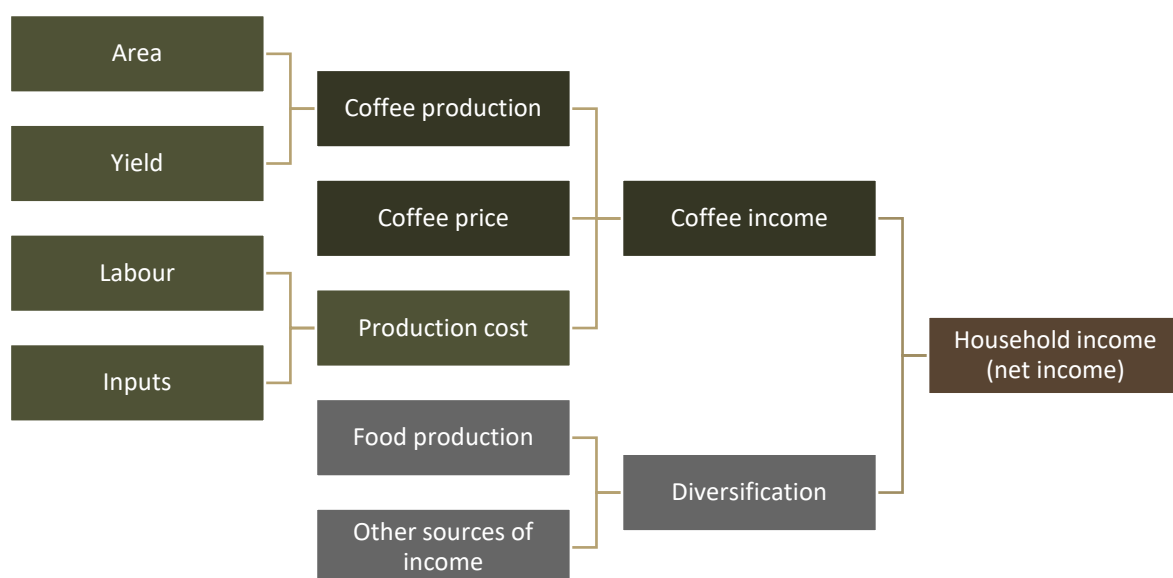 Area
Yield
Labour
Inputs
Coffee production
Coffee price
Production cost
Food production
Other sources of
income
Coffee income
Diversification
Household income
(net income)